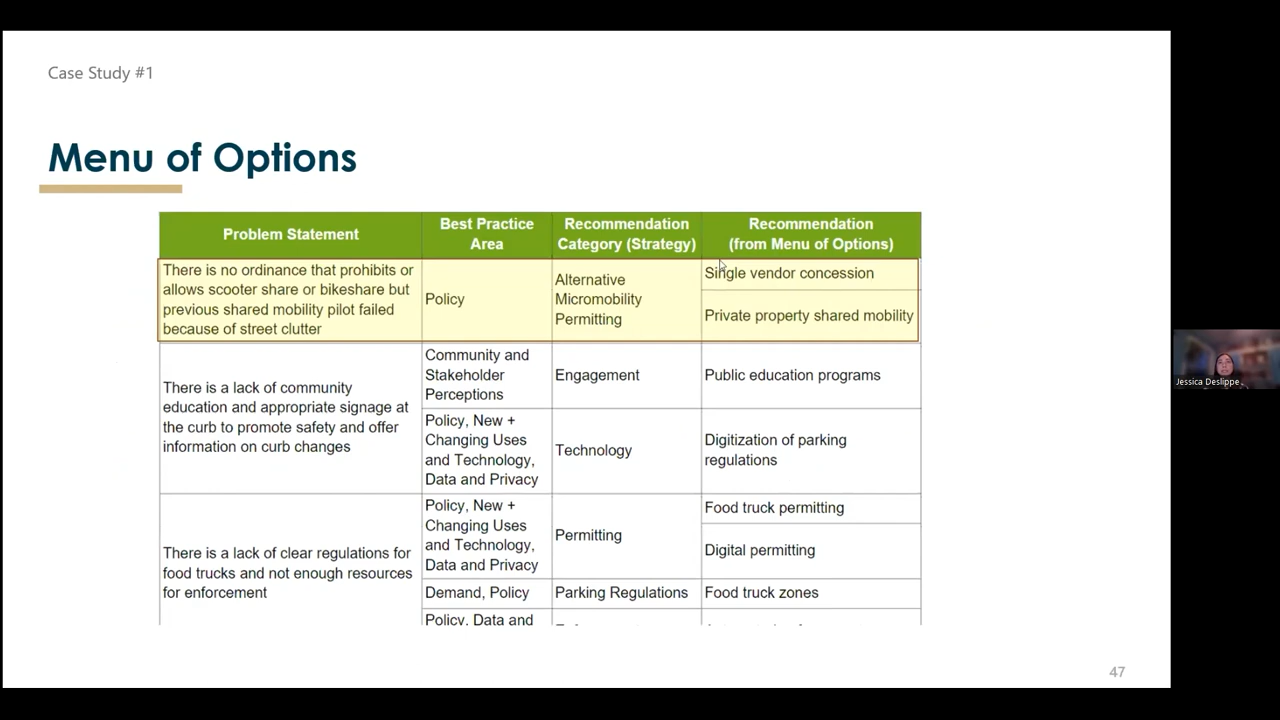 Case Study #1
Menu of Options
Problem Statement
Best Practice
Area
Recommendation
Category (Strategy)
Recommendation
(from Menu of Options)
There is no ordinance that prohibits or
allows scooter share or bikeshare but
previous shared mobility pilot failed
because of street clutter
Policy
Alternative
Micromobility
Permitting
Single vendor concession
Private property shared mobility
There is a lack of community
education and appropriate signage at
the curb to promote safety and offer
information on curb changes
Community and
Stakeholder
Perceptions
Engagement
Public education programs
Policy, New +
Changing Uses
and Technology,
Data and Privacy
Technology
Digitization of parking
regulations
There is a lack of clear regulations for
food trucks and not enough resources
for enforcement
Policy, New +
Changing Uses
and Technology,
Data and Privacy
Permitting
Food truck permitting
Digital permitting
Demand, Policy
Parking Regulations
Food truck zones
Policy, Data and
47
Jessica Deslippe